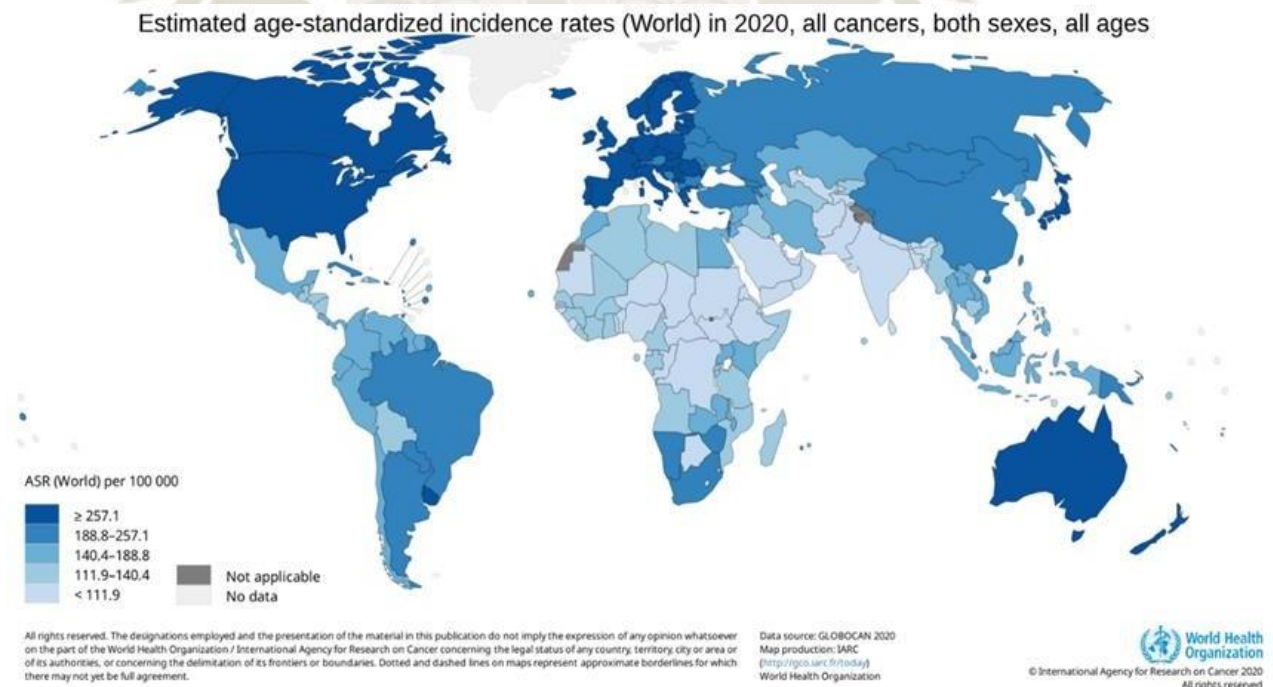 Estimated age-standardized incidence rates (World) in 2020, all cancers, both sexes, all ages
ASR (World) per 100 000
≥ 257.1
188.8–257.1
140.4–188.8
111.9–140.4
< 111.9
Not applicable
No data
All rights reserved. The designations employed and the presentation of the material in this publication do not imply the expression of any opinion whatsoever
on the part of the World Health Organization / International Agency for Research on Cancer concerning the legal status of any country, territory, city or area or
of its authorities, or concerning the delimitation of its frontiers or boundaries. Dotted and dashed lines on maps represent approximate borderlines for which
there may not yet be full agreement.
Data source: GLOBOCAN 2020
Map production: IARC
(http://gco.iarc.fr/today)
World Health Organization
World Health
Organization
© International Agency for Research on Cancer 2020
All rights reserved